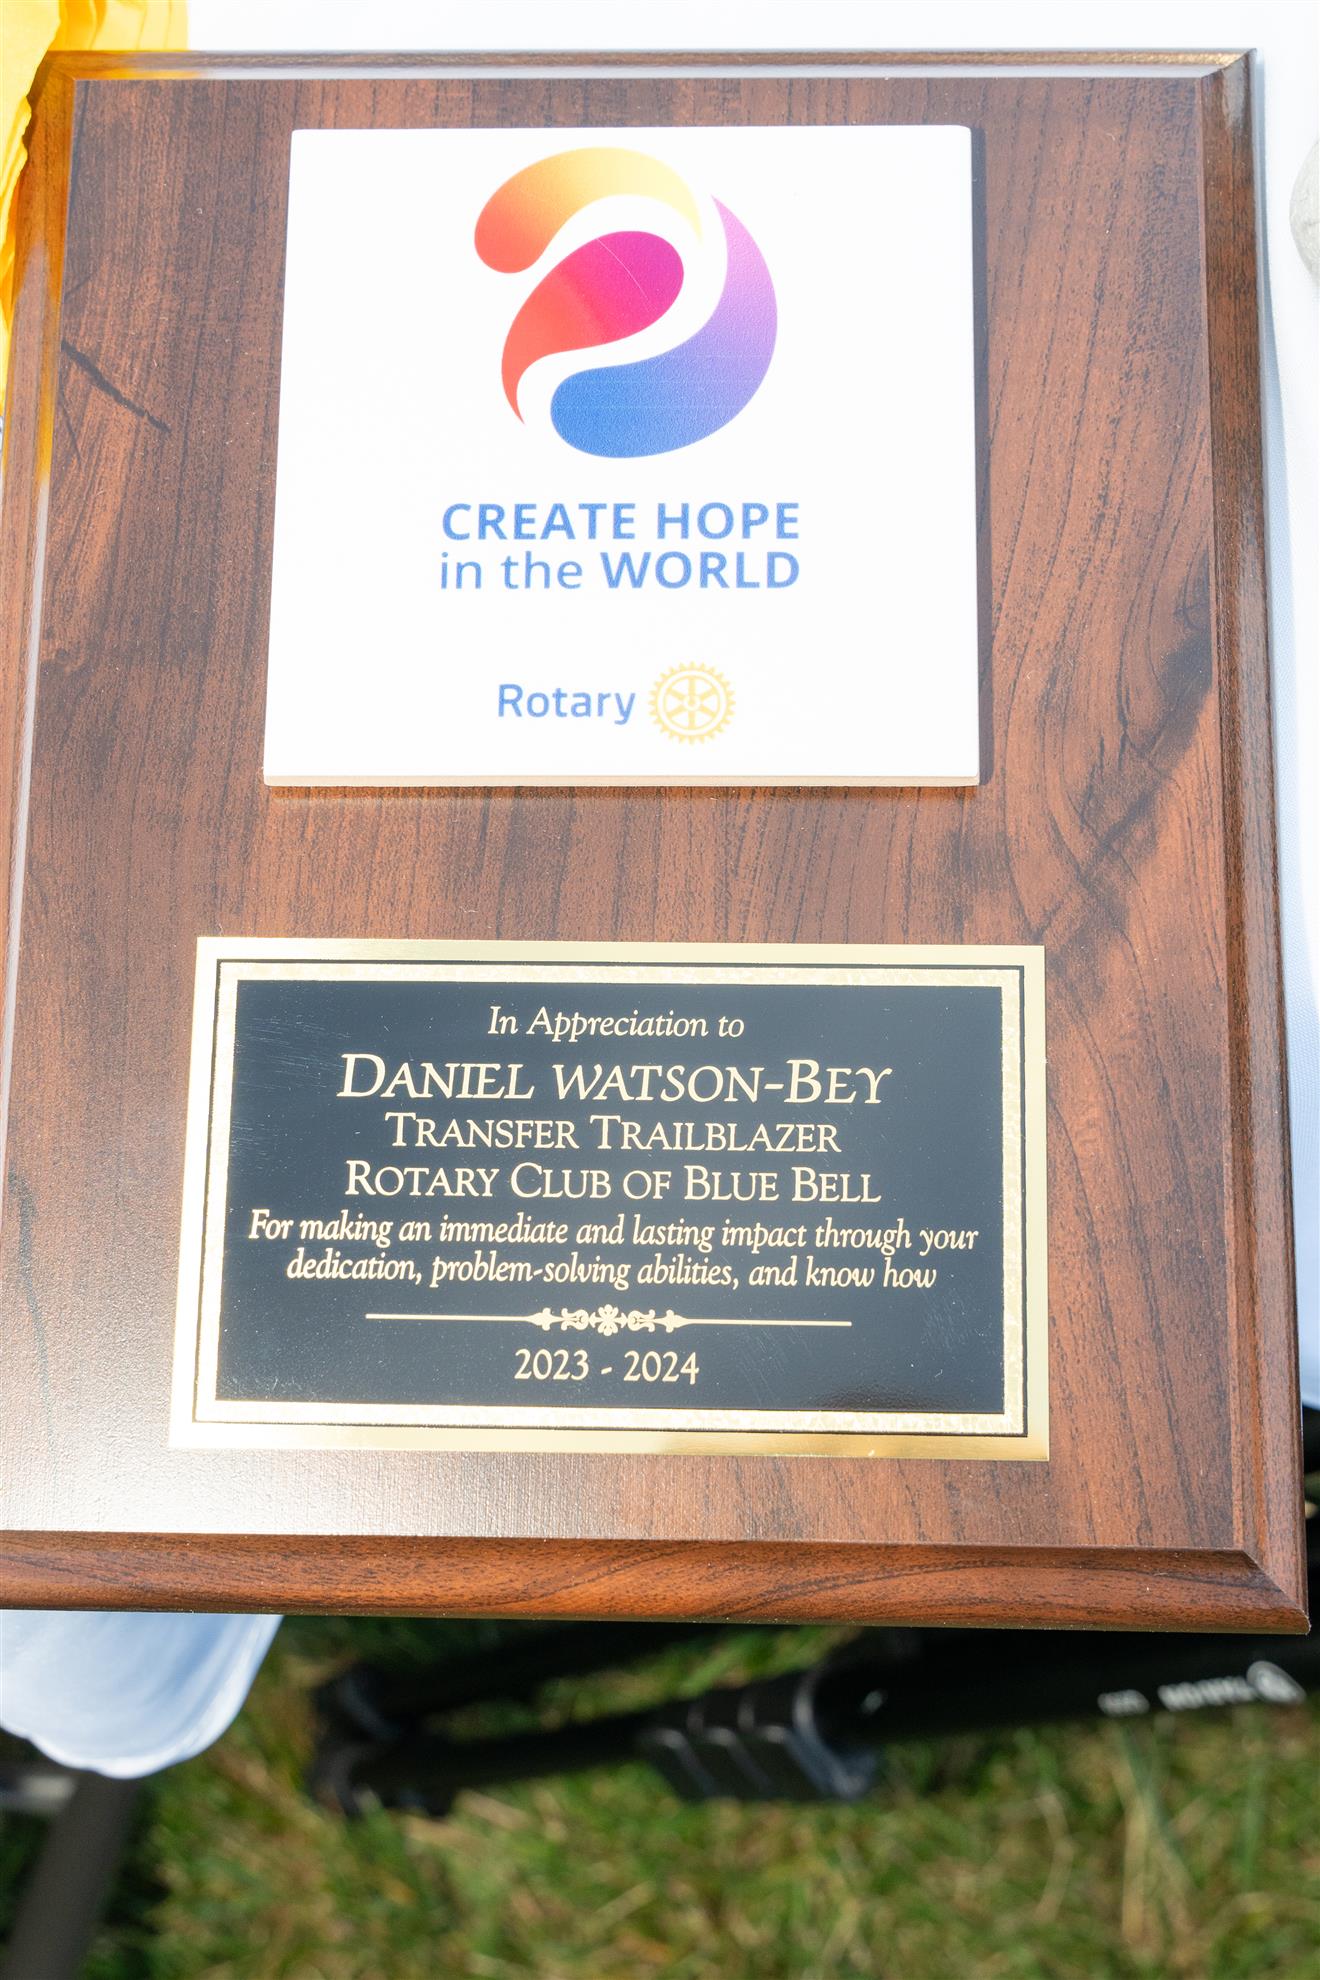 CREATE HOPE
in the WORLD
Rotary
In Appreciation to
DANIEL WATSON-BEY
TRANSFER TRAILBLAZER
ROTARY CLUB OF BLUE BELL
For making an immediate and lasting impact through your
dedication, problem-solving abilities, and know how
2023 - 2024